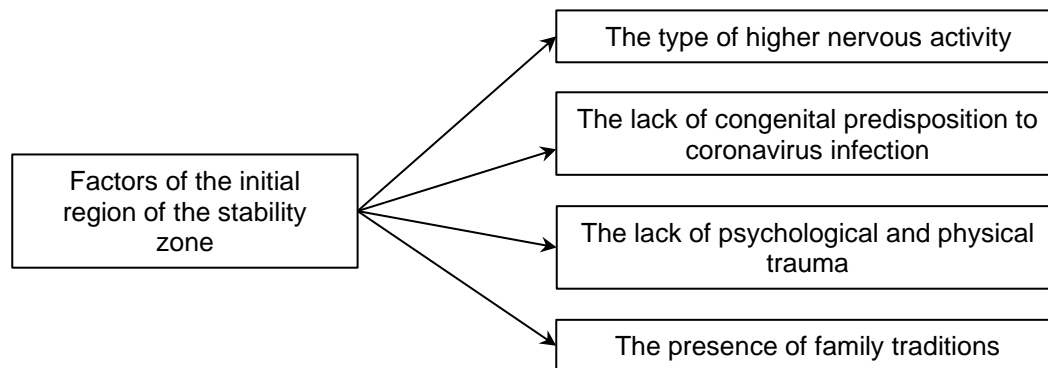 The type of higher nervous activity
The lack of congenital predisposition to
coronavirus infection
Factors of the initial
region of the stability
zone
The lack of psychological and physical
trauma
The presence of family traditions